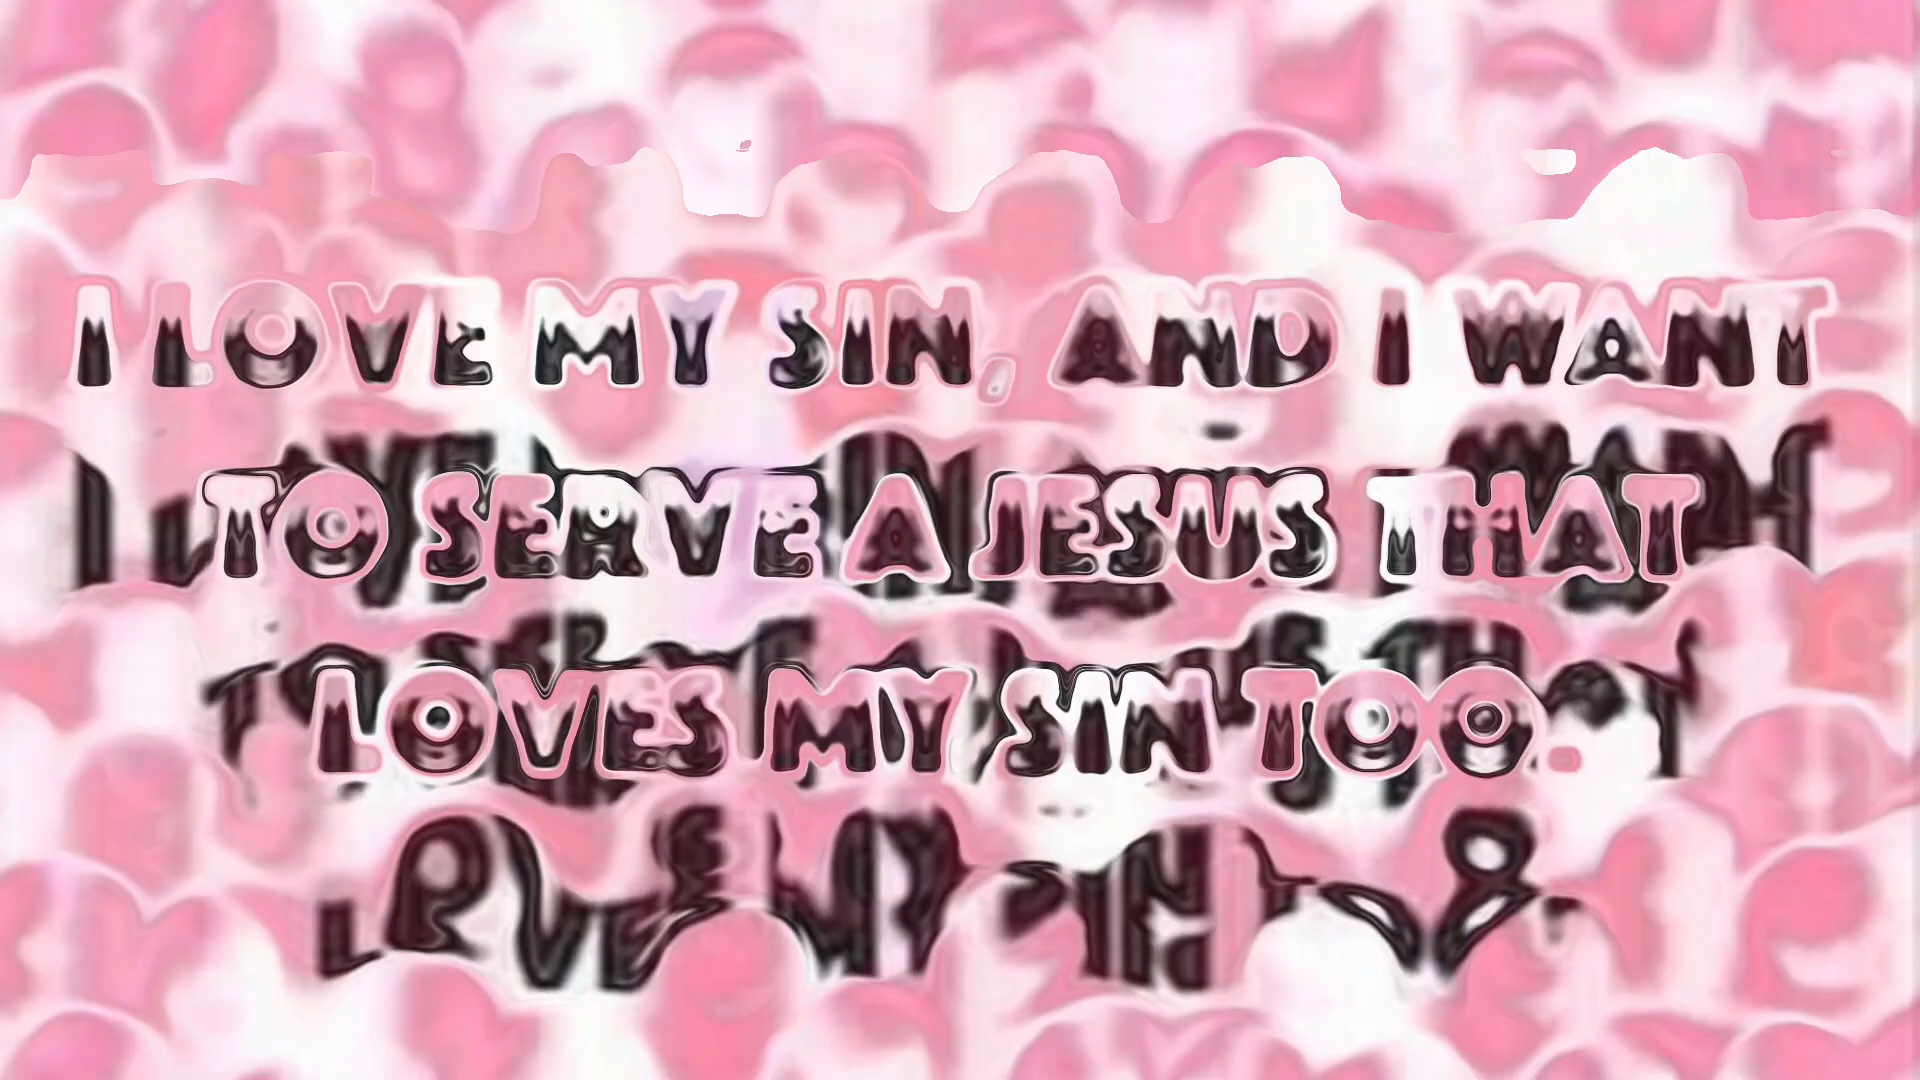 I LOVE MY SIN, AND I WANT
TO SERVE A JESUS THAT
LOVES MY SIN TOO.